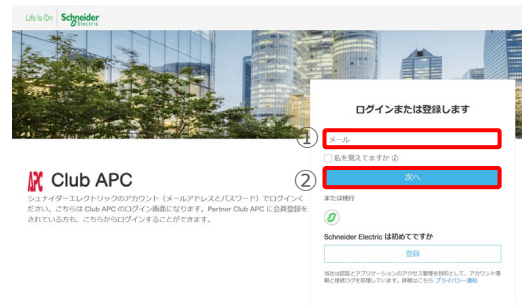 Life Is On Schneider Electric
ログインまたは登録します
①
メール
私を覚えてますか
②
次へ
または続行
Schneider Electric は初めてですか
登録
当社は認証とアプリケーションのアクセス管理を目的として、アカウント情
報と接続ログを処理しています。詳細はこちら プライバシー通知
APC Club APC
シュナイダーエレクトリックのアカウント（メールアドレスとパスワード）でログインく
ださい。こちらは Club APC のログイン画面になります。Partner Club APC に会員登録を
されている方も、こちらからログインすることができます。